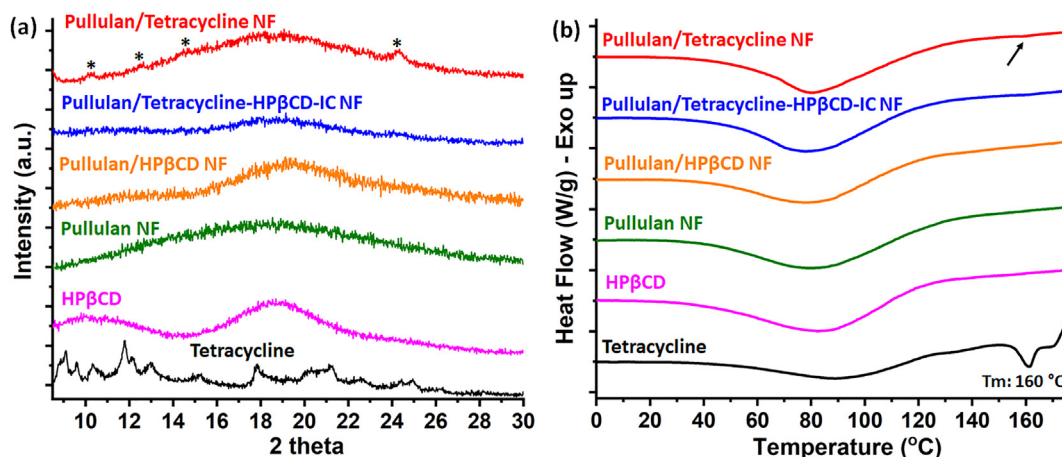 (a)
Pullulan/Tetracycline NF
* * * *
Pullulan/Tetracycline-HPβCD-IC NF
Pullulan/HPβCD NF
Pullulan NF
HPβCD
Tetracycline
Intensity (a.u.)
10 12 14 16 18 20 22 24 26 28 30
2 theta
(b)
Pullulan/Tetracycline NF
Pullulan/Tetracycline-HPβCD-IC NF
Pullulan/HPβCD NF
Pullulan NF
HPβCD
Tetracycline
Tm: 160 °C
Heat Flow (W/g) - Exo up
0 20 40 60 80 100 120 140 160
Temperature (°C)